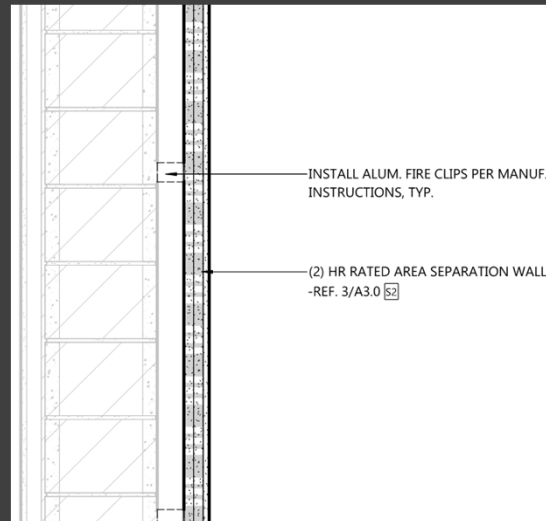 INSTALL ALUM. FIRE CLIPS PER MANUF.
INSTRUCTIONS, TYP.
(2) HR RATED AREA SEPARATION WALL
-REF. 3/A3.0 S2